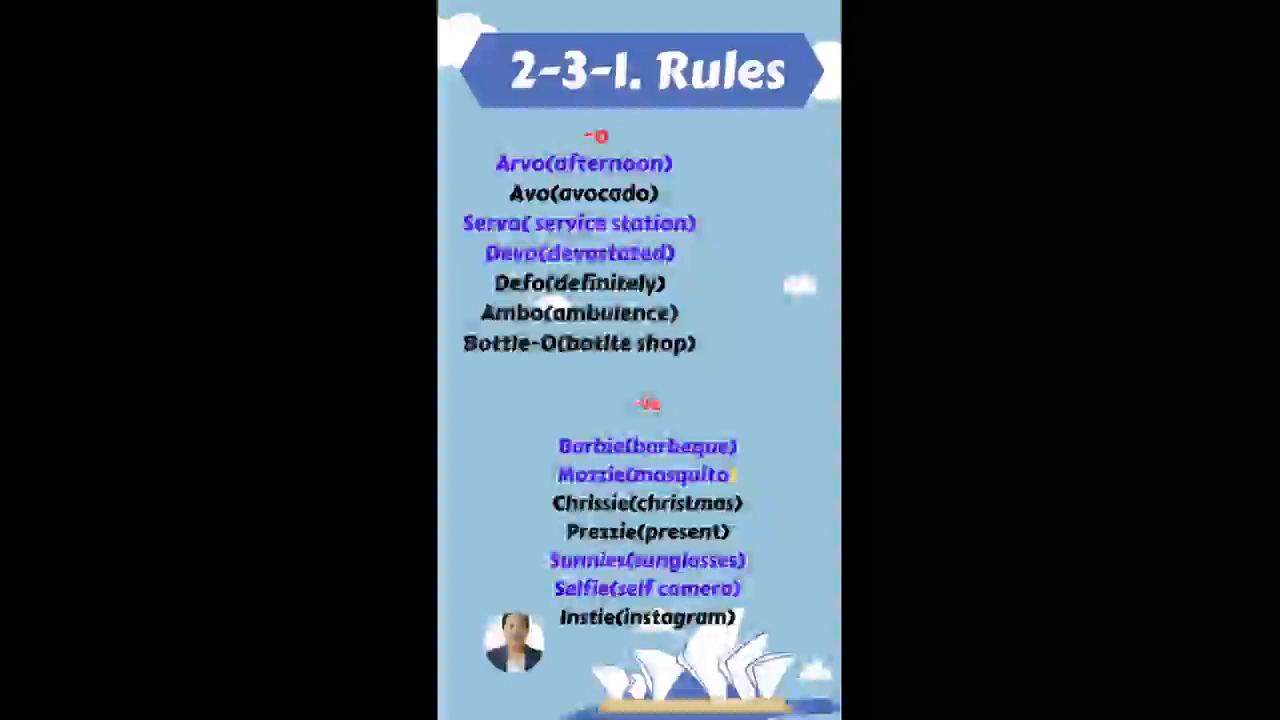 2-3-1. Rules
-o
Arvo(afternoon)
Avo(avocado)
Servo( service station)
Devo(devastated)
Defo(definitely)
Ambo(ambulence)
Bottle-O(botlle shop)
-ie
Barbie(barbeque)
Mozzie(mosquito)
Chrissie(christmas)
Prezzie(present)
Sunnies(sunglasses)
Selfie(self camera)
Instie(instagram)